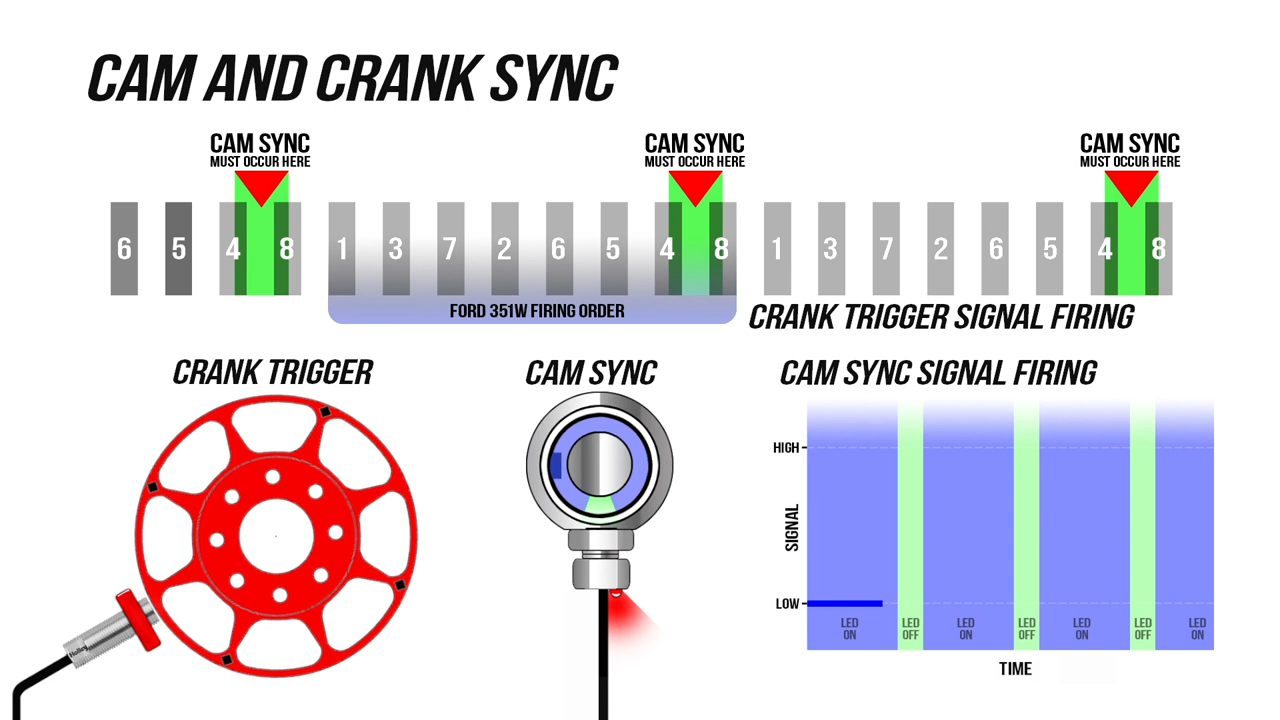 CAM AND CRANK SYNC
CAM SYNC
MUST OCCUR HERE
CAM SYNC
MUST OCCUR HERE
CAM SYNC
MUST OCCUR HERE
6 5 4 8 1 3 7 2 6 5 4 8 1 3 7 2 6 5 4 8
FORD 351W FIRING ORDER
CRANK TRIGGER SIGNAL FIRING
CRANK TRIGGER
CAM SYNC
CAM SYNC SIGNAL FIRING
HIGH
SIGNAL
LOW
LED ON
LED OFF
LED ON
LED OFF
LED ON
LED OFF
LED ON
TIME
Holley